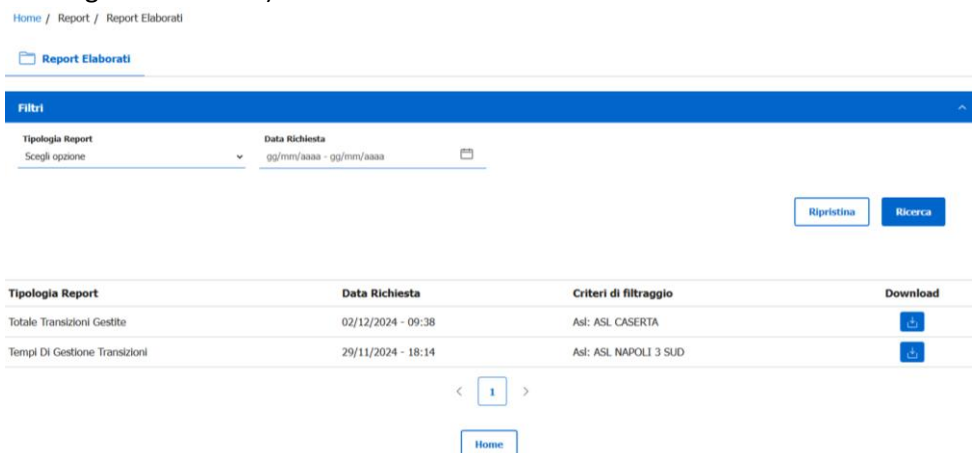 Home / Report / Report Elaborati
Report Elaborati
Filtri
Tipologia Report Data Richiesta
Scegli opzione gg/mm/aaaa - gg/mm/aaaa
Ripristina Ricerca
Tipologia Report Data Richiesta Criteri di filtraggio Download
Totale Transizioni Gestite 02/12/2024 - 09:38 Asl: ASL CASERTA
Tempi Di Gestione Transizioni 29/11/2024 - 18:14 Asl: ASL NAPOLI 3 SUD
< 1 >
Home